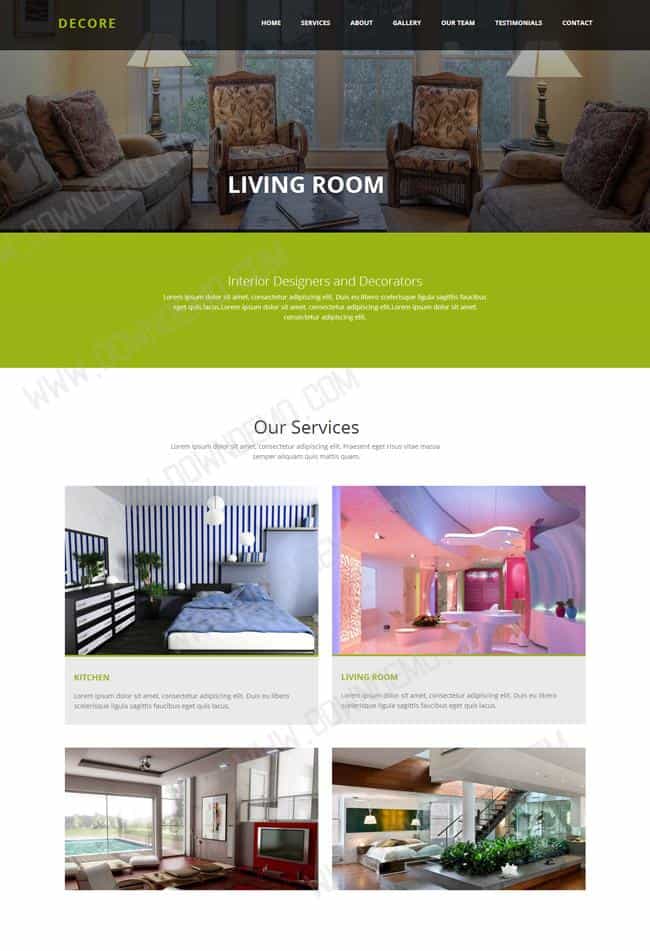 DECORE
HOME SERVICES ABOUT GALLERY OUR TEAM TESTIMONIALS CONTACT
LIVING ROOM
Interior Designers and Decorators
Lorem ipsum dolor sit amet, consectetur adipiscing elit. Duis eu libero scelerisque ligula sagittis faucibus
eget quis lacus.Lorem ipsum dolor sit amet, consectetur adipiscing elit.Lorem ipsum dolor sit amet,
consectetur adipiscing elit.
Our Services
Lorem ipsum dolor sit amet, consectetur adipiscing elit. Praesent eget risus vitae massa
semper aliquam quis mattis quam.
KITCHEN
Lorem ipsum dolor sit amet, consectetur adipiscing elit. Duis eu libero
scelerisque ligula sagittis faucibus eget quis lacus.
LIVING ROOM
Lorem ipsum dolor sit amet, consectetur adipiscing elit. Duis eu libero
scelerisque ligula sagittis faucibus eget quis lacus.
WWW.DOWNDEMO.COM